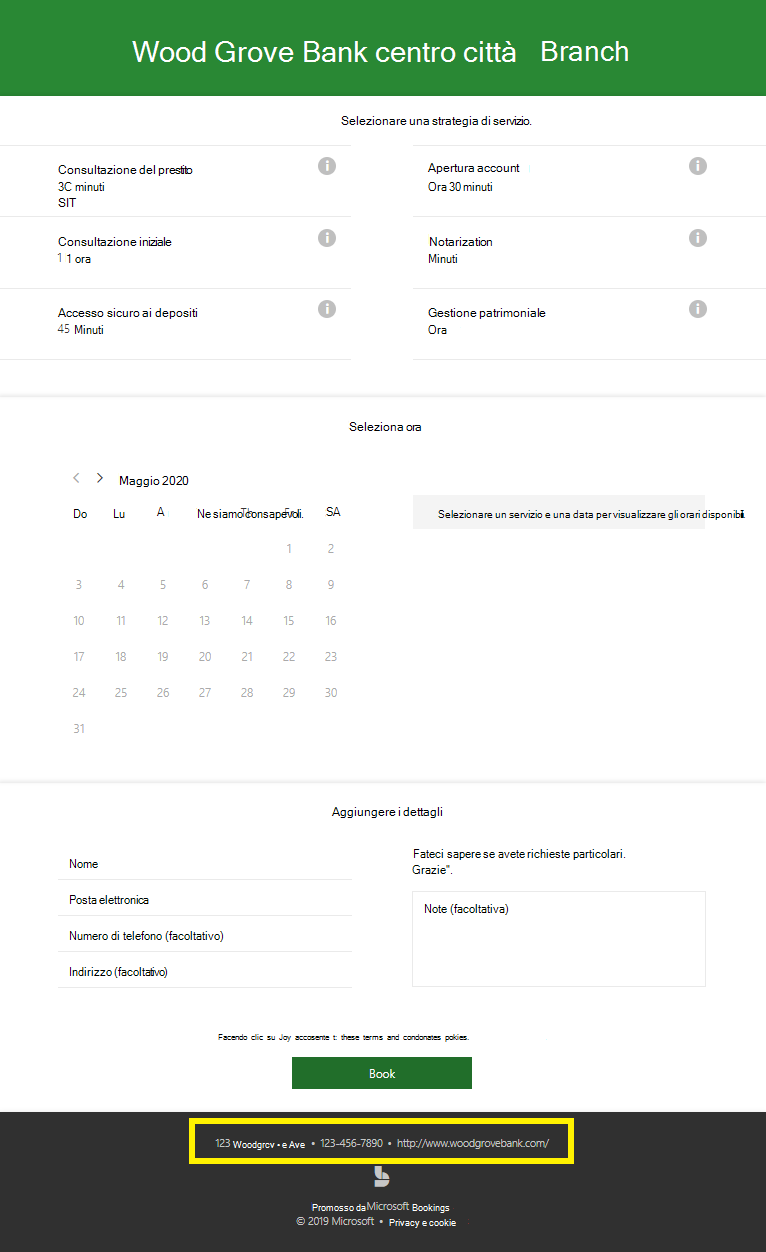 Wood Grove Bank centro città Branch
Selezionare una strategia di servizio.
Consultazione del prestito
3C minuti
SIT
Apertura account
Ora 30 minuti
Consultazione iniziale
1 1 ora
Notarization
Minuti
Accesso sicuro ai depositi
45 Minuti
Gestione patrimoniale
Ora
Seleziona ora
Maggio 2020
Do Lu A Ne siamo consapevoli. SA
Selezionare un servizio e una data per visualizzare gli orari disponibili.
1 2
3 4 5 6 7 8 9
10 11 12 13 14 15 16
17 18 19 20 21 22 23
24 25 26 27 28 29 30
31
Aggiungere i dettagli
Nome
Posta elettronica
Numero di telefono (facoltativo)
Indirizzo (facoltativo)
Fateci sapere se avete richieste particolari.
Grazie".
Note (facoltativa)
Facendo clic su Joy accosente t: these terms and condonates pokies.
Book
123 Woodgrcv • e Ave • 123-456-7890 • http://www.woodgrovebank.com/
Promosso da Microsoft Bookings
© 2019 Microsoft • Privacy e cookie